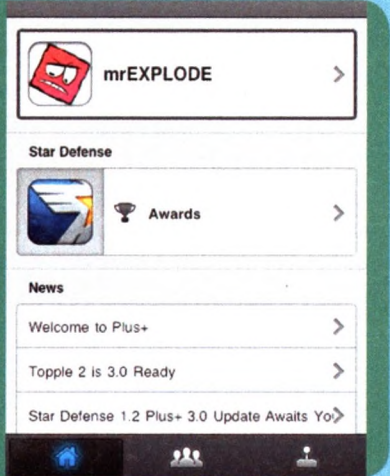 mrEXPLODE
Star Defense
Awards
News
Welcome to Plus+
Topple 2 is 3.0 Ready
Star Defense 1.2 Plus+ 3.0 Update Awaits You